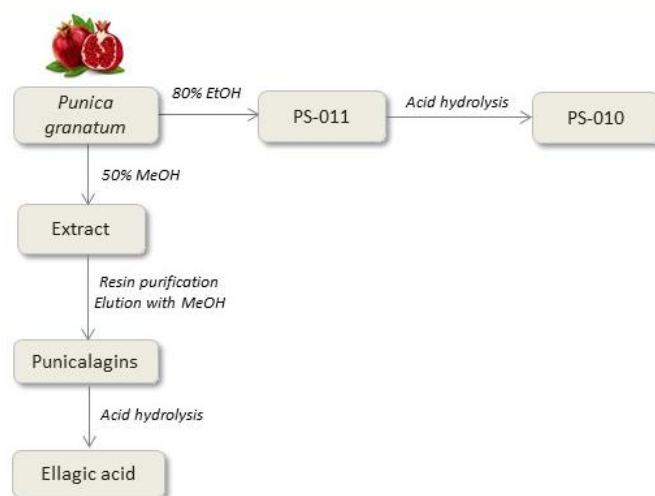 80% EtOH
Acid hydrolysis
Punica
granatum
PS-011
PS-010
50% MeOH
Extract
Resin purification
Elution with MeOH
Punicalagins
Acid hydrolysis
Ellagic acid